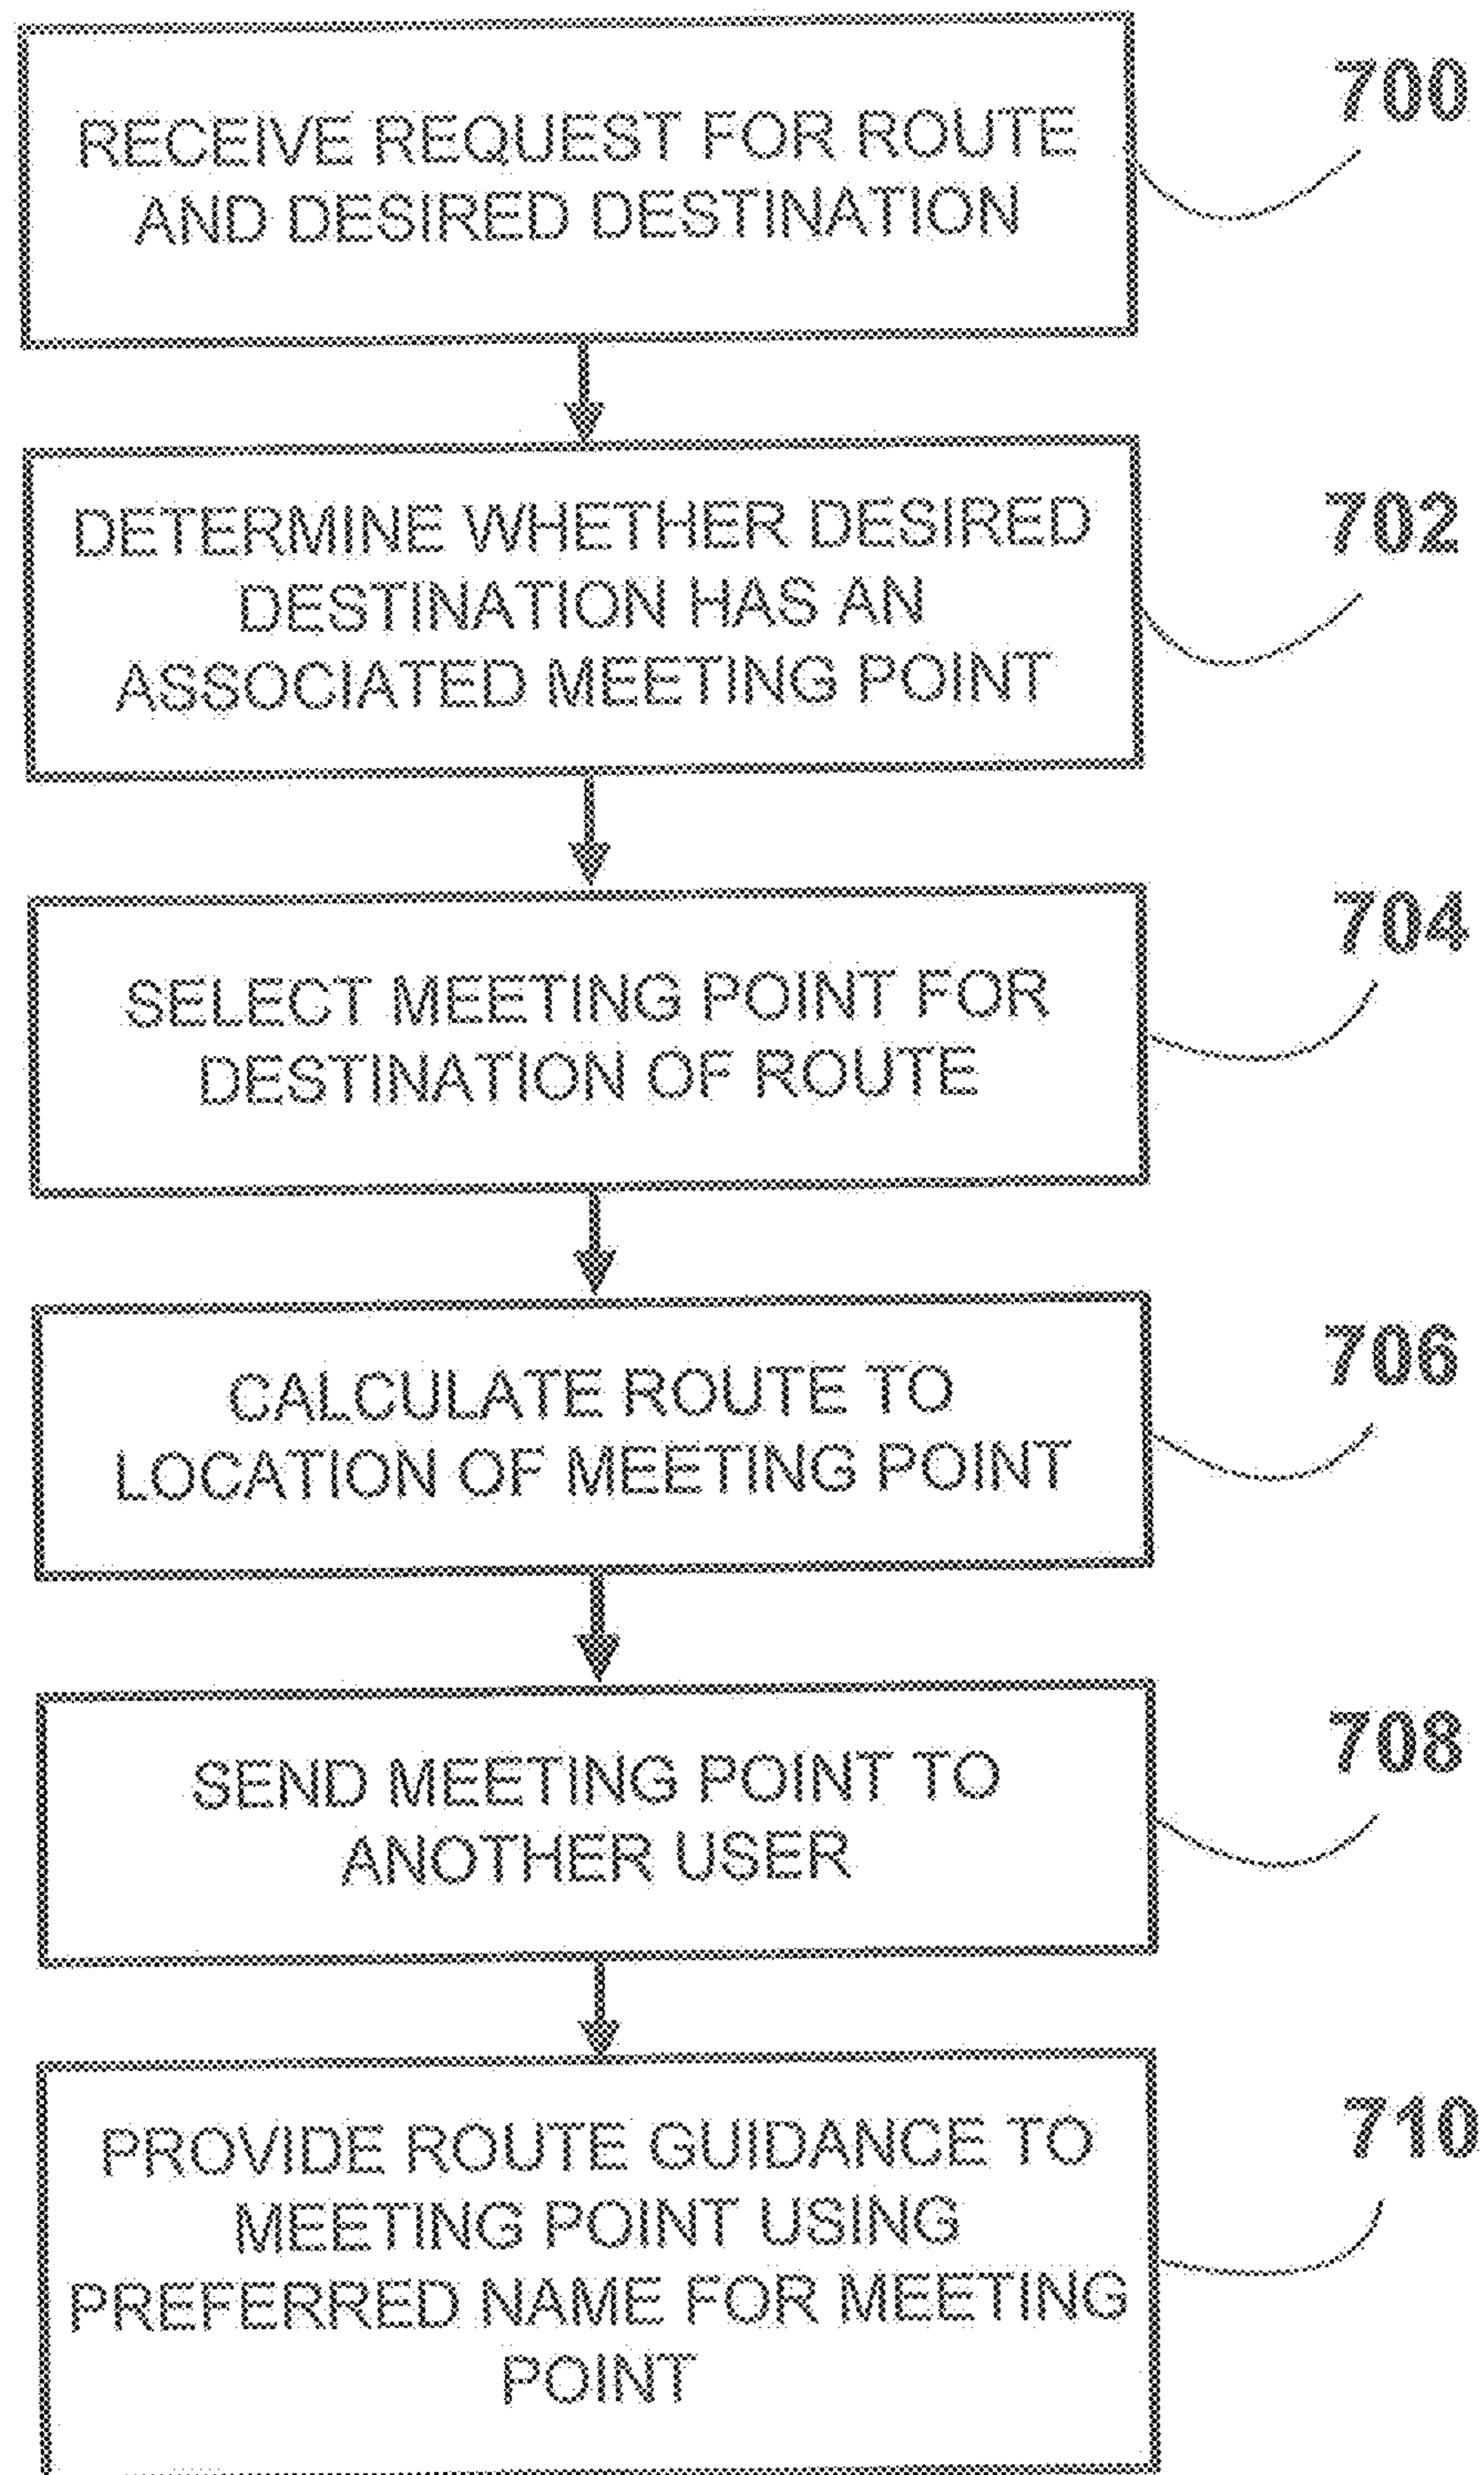 RECEIVE REQUEST FOR ROUTE
AND DESIRED DESTINATION
700
DETERMINE WHETHER DESIRED
DESTINATION HAS AN
ASSOCIATED MEETING POINT
702
SELECT MEETING POINT FOR
DESTINATION OF ROUTE
704
CALCULATE ROUTE TO
LOCATION OF MEETING POINT
706
SEND MEETING POINT TO
ANOTHER USER
708
PROVIDE ROUTE GUIDANCE TO
MEETING POINT USING
PREFERRED NAME FOR MEETING
POINT
710